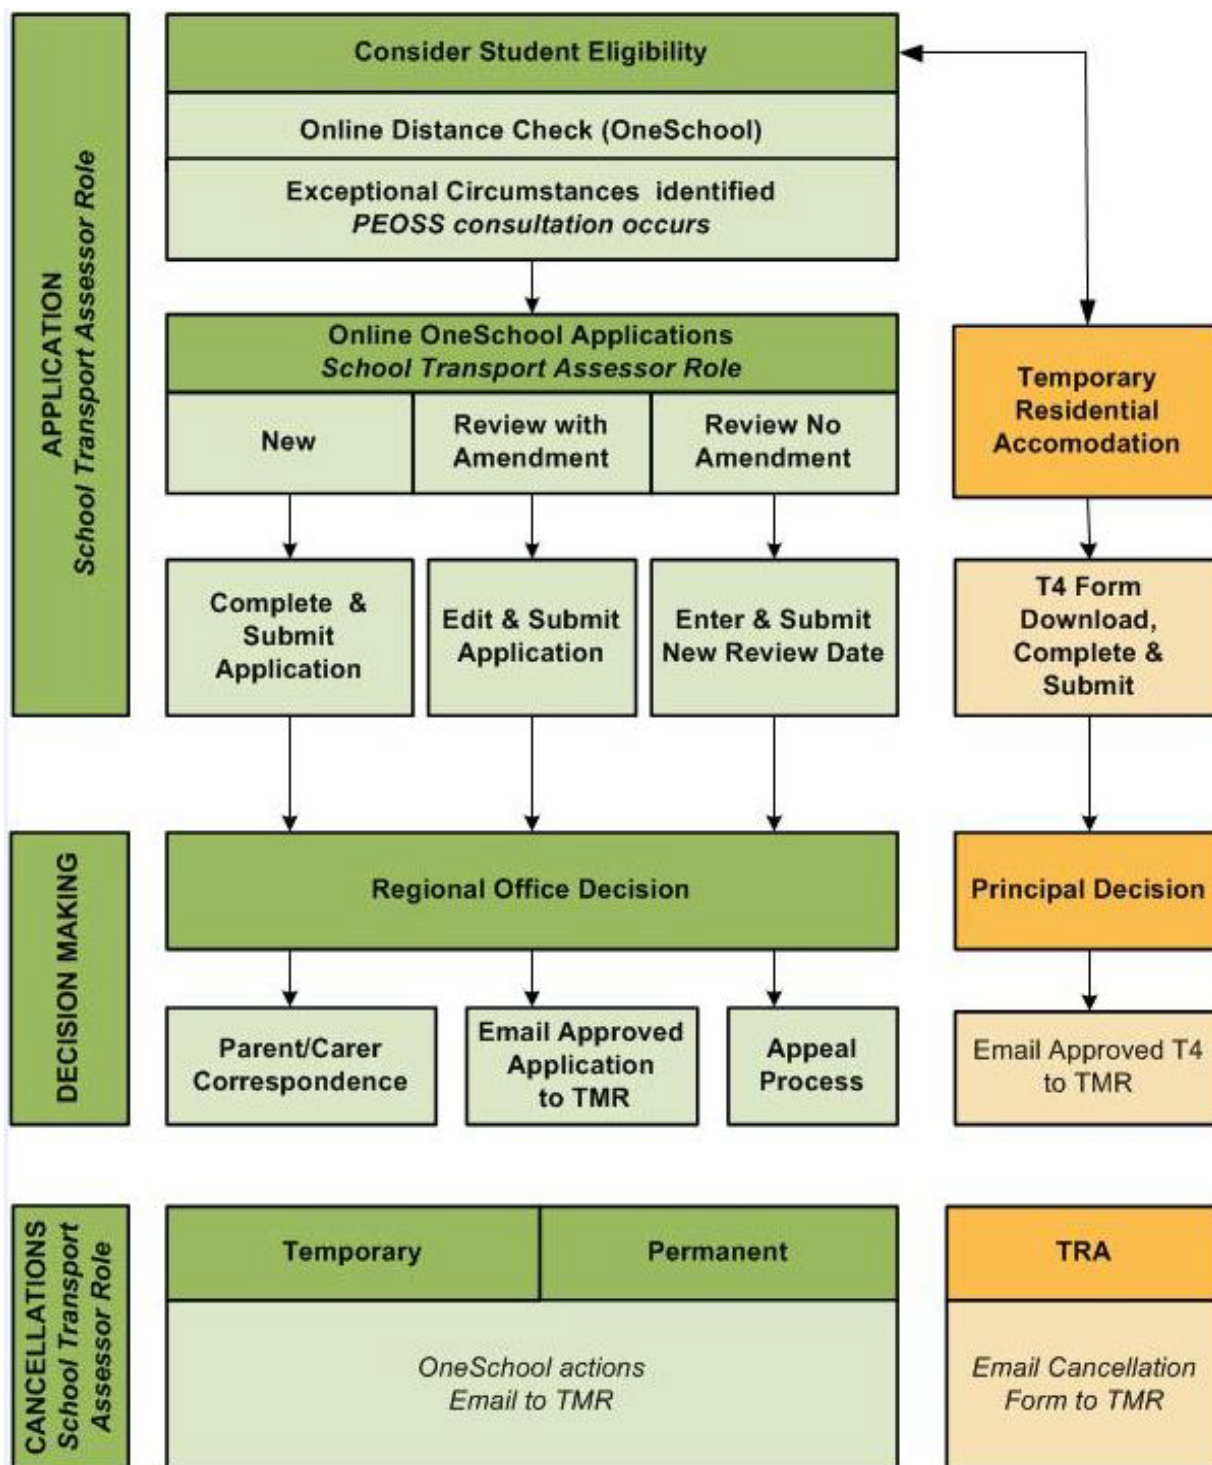 APPLICATION
School Transport Assessor Role
Consider Student Eligibility
Online Distance Check (OneSchool)
Exceptional Circumstances identified
PEOSS consultation occurs
Online OneSchool Applications
School Transport Assessor Role
New
Review with
Amendment
Review No
Amendment
Temporary
Residential
Accomodation
Complete &
Submit
Application
Edit & Submit
Application
Enter & Submit
New Review Date
T4 Form
Download,
Complete &
Submit
DECISION MAKING
Regional Office Decision
Principal Decision
Parent/Carer
Correspondence
Email Approved
Application
to TMR
Appeal
Process
Email Approved T4
to TMR
CANCELLATIONS
School Transport
Assessor Role
Temporary
Permanent
TRA
OneSchool actions
Email to TMR
Email Cancellation
Form to TMR